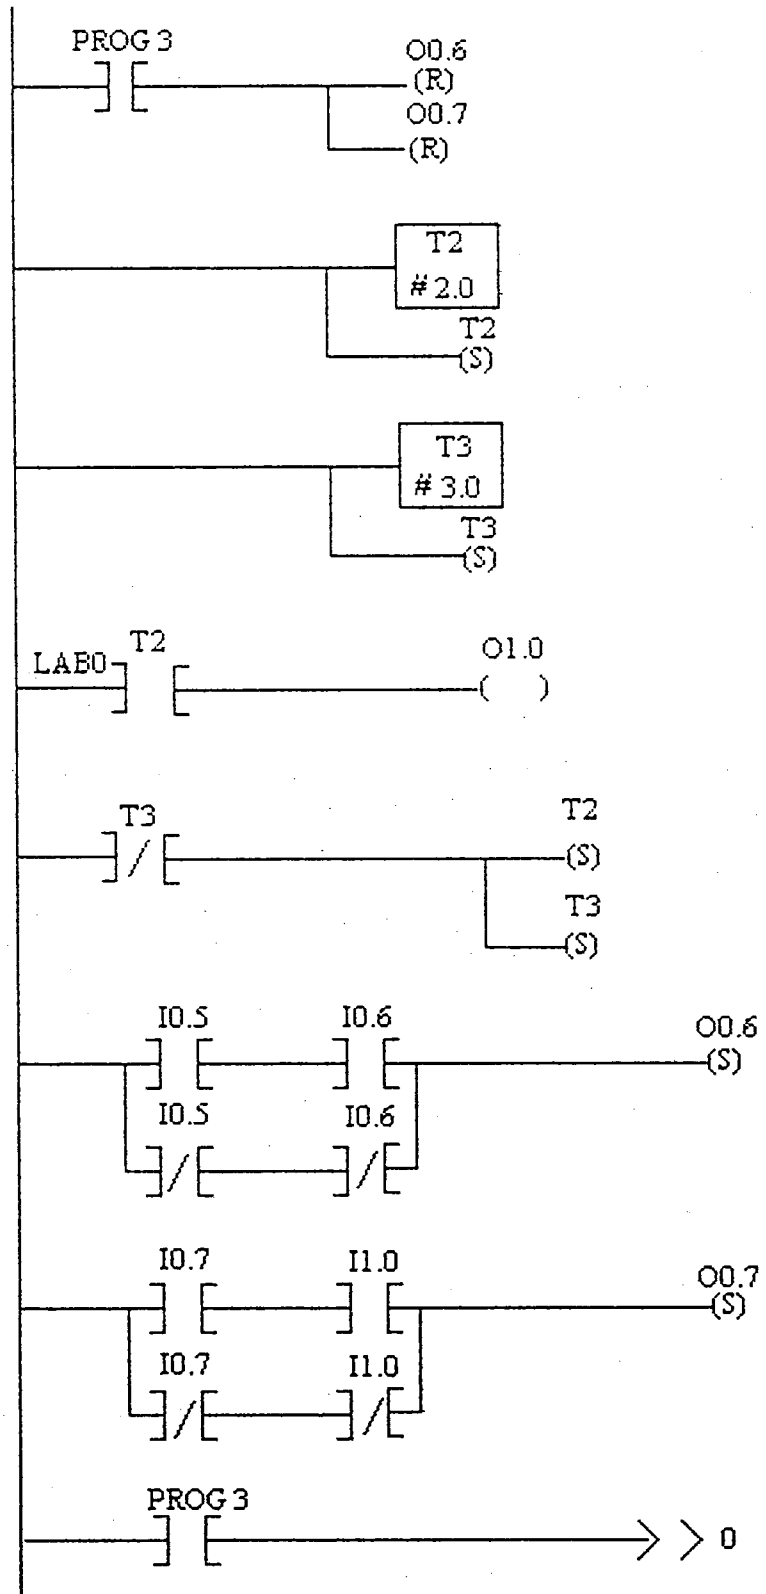 PROG 3
O0.6
(R)
O0.7
(R)
T2
# 2.0
T2
(S)
T3
# 3.0
T3
(S)
LAB0
T2
O1.0
( )
T3
T2
(S)
T3
(S)
I0.5 I0.6
O0.6
(S)
I0.5 I0.6
I0.7 I1.0
O0.7
(S)
I0.7 I1.0
PROG 3
0